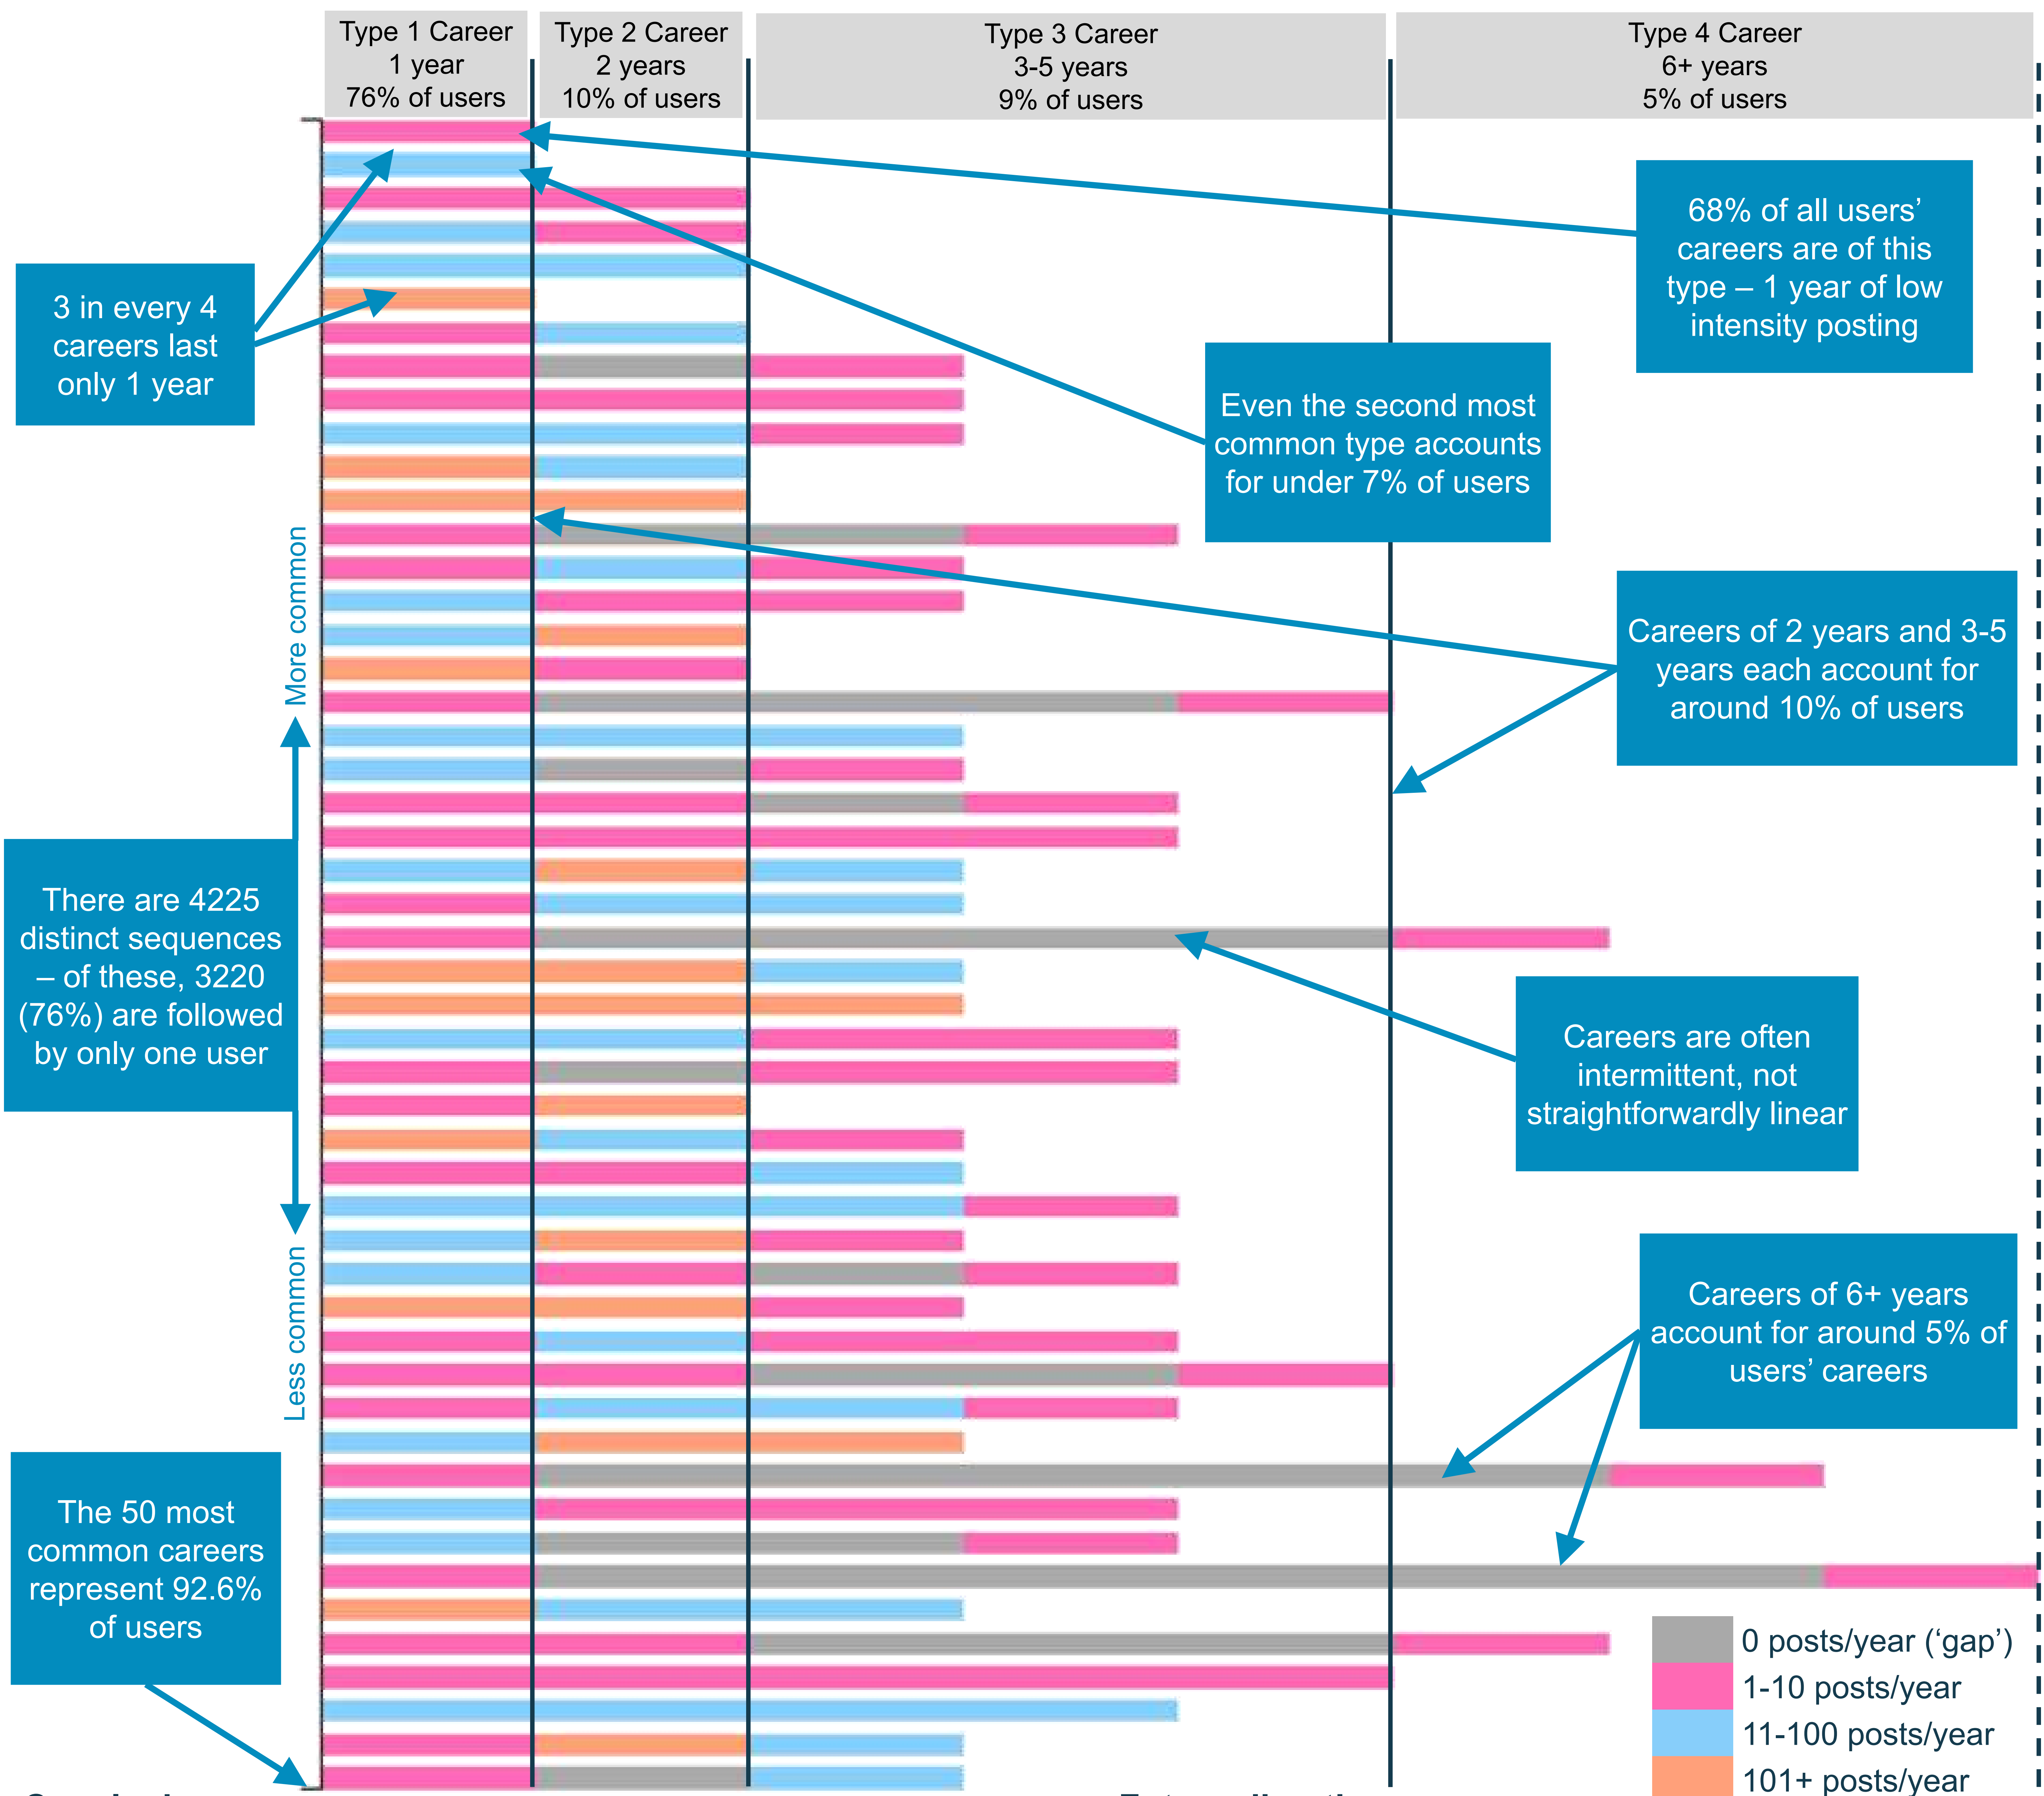 Type 1 Career
1 year
76% of users
Type 2 Career
2 years
10% of users
Type 3 Career
3-5 years
9% of users
Type 4 Career
6+ years
5% of users
68% of all users’
careers are of this
type – 1 year of low
intensity posting
3 in every 4
careers last
only 1 year
Even the second most
common type accounts
for under 7% of users
More common
Careers of 2 years and 3-5
years each account for
around 10% of users
There are 4225
distinct sequences
– of these, 3220
(76%) are followed
by only one user
Careers are often
intermittent, not
straightforwardly linear
Less common
Careers of 6+ years
account for around 5% of
users’ careers
The 50 most
common careers
represent 92.6%
of users
0 posts/year (‘gap’)
1-10 posts/year
11-100 posts/year
101+ posts/year